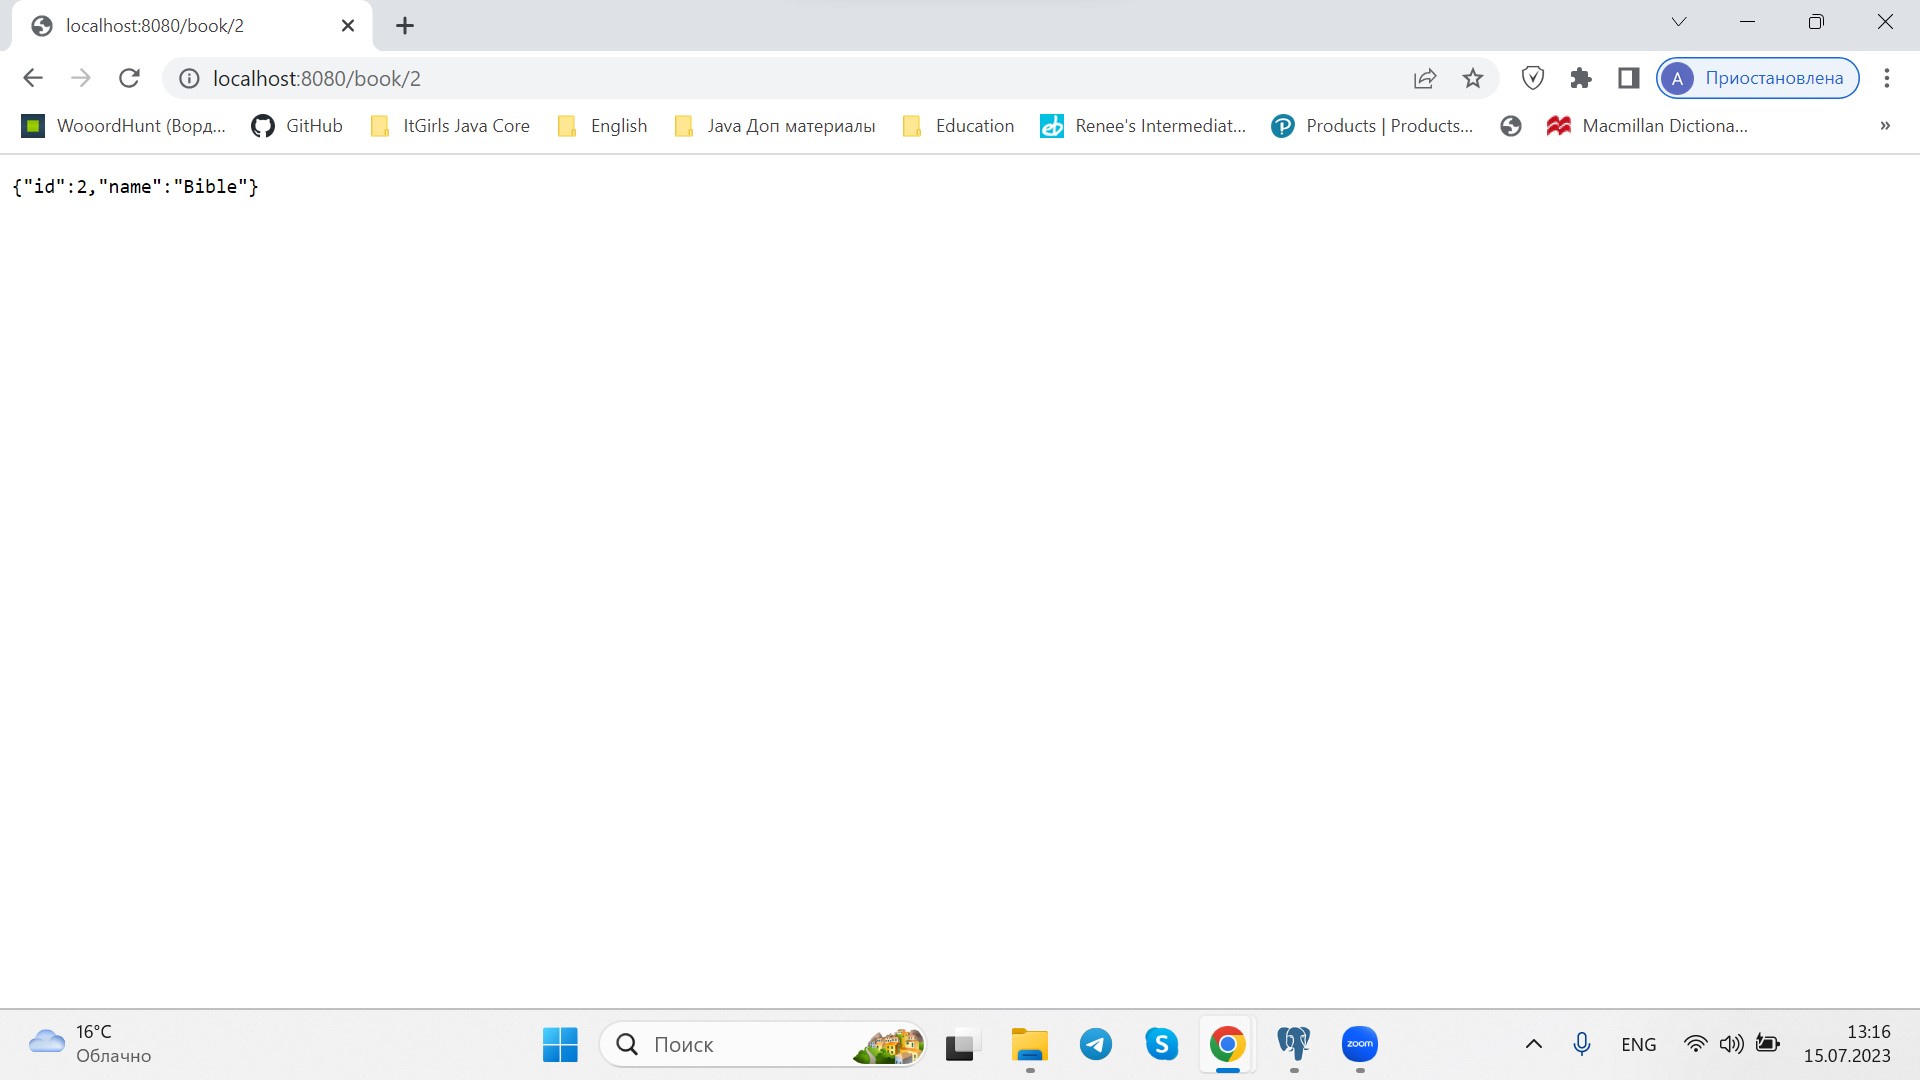 localhost:8080/book/2
localhost:8080/book/2
A Приостановлена
WooordHunt (Ворд... GitHub ItGirls Java Core English Java Доп материалы Education Renee's Intermediat... Products | Products... Macmillan Dictiona... »
{"id":2,"name":"Bible"}
16°C
Облачно
Поиск
zoom
ENG
13:16
15.07.2023